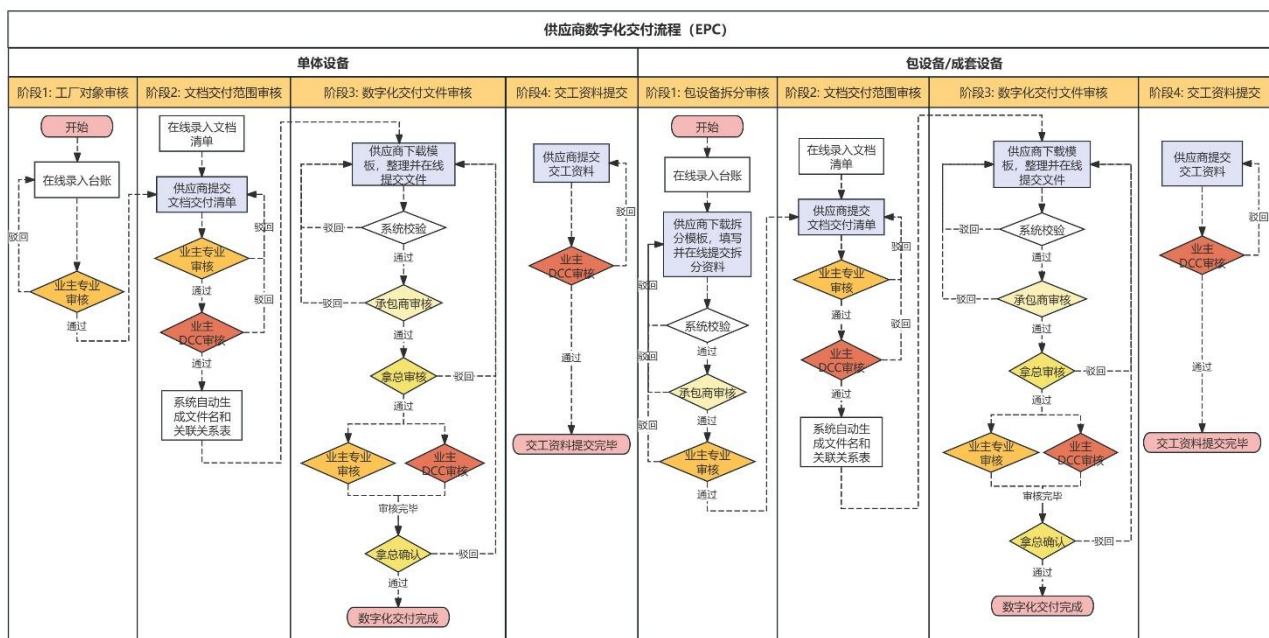 供应商数字化交付流程（EPC）
单体设备
包设备/成套设备
阶段1: 工厂对象审核
阶段2: 文档交付范围审核
阶段3: 数字化交付文件审核
阶段4: 交工资料提交
阶段1: 包设备拆分审核
阶段2: 文档交付范围审核
阶段3: 数字化交付文件审核
阶段4: 交工资料提交
开始
在线录入台账
驳回
业主专业
审核
通过
在线录入文档
清单
供应商提交
文档交付清单
驳回
业主专业
审核
通过
驳回
业主
DCC审核
通过
系统自动生
成文件名和
关联关系表
供应商下载模
板，整理并在线
提交文件
驳回
系统校验
通过
驳回
承包商审核
通过
拿总审核
驳回
通过
业主专业
审核
业主
DCC审核
审核完毕
拿总确认
驳回
通过
数字化交付完成
供应商提交
交工资料
驳回
业主
DCC审核
通过
交工资料提交完毕
开始
在线录入台账
供应商下载拆
分模板，填写
并在线提交拆
分资料
驳回
系统校验
通过
驳回
承包商审核
通过
驳回
业主专业
审核
通过
在线录入文档
清单
供应商提交
文档交付清单
驳回
业主专业
审核
通过
驳回
业主
DCC审核
通过
系统自动生
成文件名和
关联关系表
供应商下载模
板，整理并在线
提交文件
驳回
系统校验
通过
驳回
承包商审核
通过
拿总审核
驳回
通过
业主专业
审核
业主
DCC审核
审核完毕
拿总确认
驳回
通过
数字化交付完成
供应商提交
交工资料
驳回
业主
DCC审核
通过
交工资料提交完毕